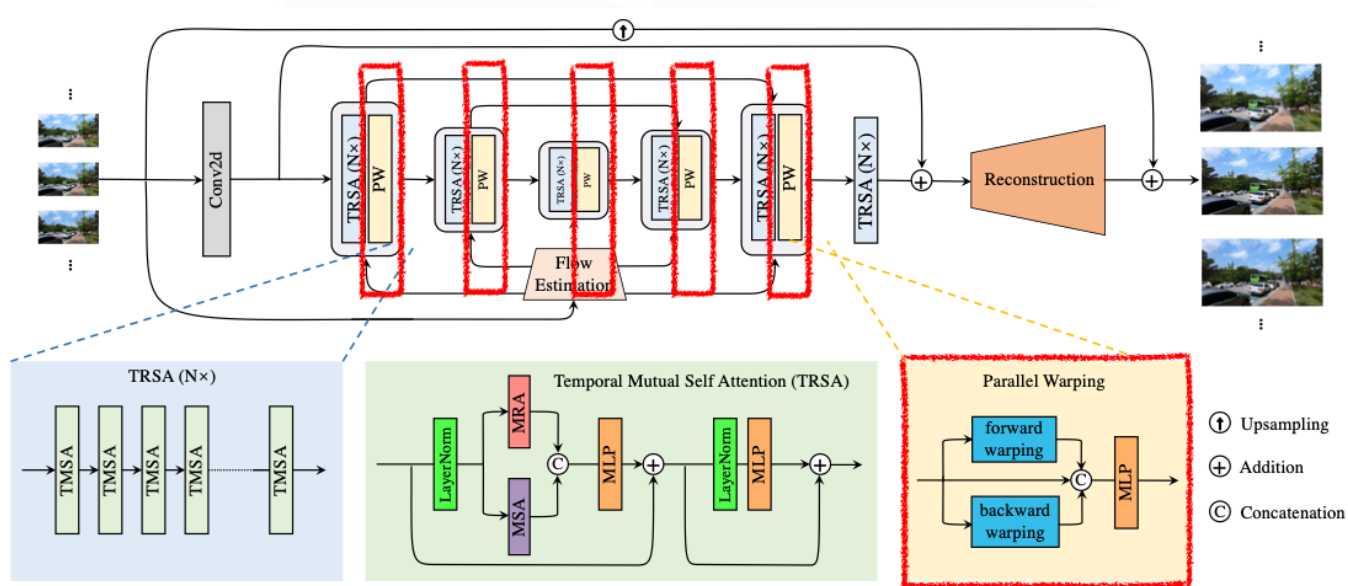 Conv2d
TRSA (N×)
PW
TRSA (N×)
PW
TRSA (N×)
PW
TRSA (N×)
PW
TRSA (N×)
PW
TRSA (N×)
Reconstruction
Flow
Estimation
TRSA (N×)
TMSA
TMSA
TMSA
TMSA
TMSA
Temporal Mutual Self Attention (TRSA)
LayerNorm
MRA
MSA
C
MLP
LayerNorm
MLP
Parallel Warping
forward
warping
backward
warping
C
MLP
Upsampling
Addition
C Concatenation